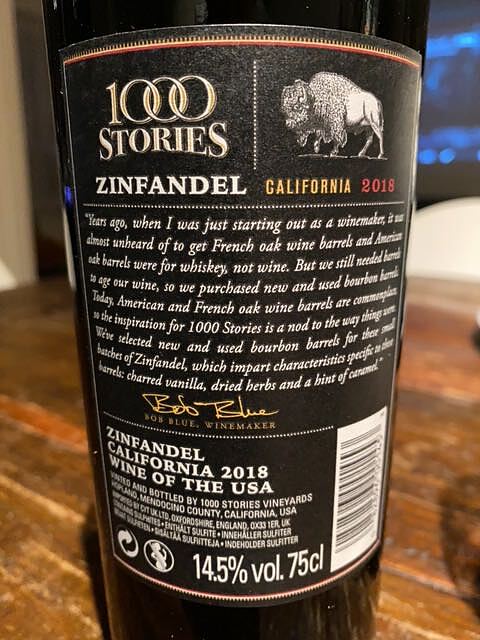 1000
STORIES
ZINFANDEL CALIFORNIA 2018
"Years ago, when I was just starting out as a winemaker, it was
almost unheard of to get French oak wine barrels and American
oak barrels were for whiskey, not wine. But we still needed barrels
to age our wine, so we purchased new and used bourbon barrels.
Today, American and French oak wine barrels are commonplace,
so the inspiration for 1000 Stories is a nod to the way things were.
We've selected new and used bourbon barrels for these small
batches of Zinfandel, which impart characteristics specific to these
barrels: charred vanilla, dried herbs and a hint of caramel."
Bob Blue
BOB BLUE, WINEMAKER
ZINFANDEL
CALIFORNIA 2018
WINE OF THE USA
VINTED AND BOTTLED BY 1000 STORIES VINEYARDS
HOPLAND, MENDOCINO COUNTY, CALIFORNIA, USA
IMPORTED BY CYT UK LTD, OXFORDSHIRE, ENGLAND, OX33 1ER, UK
CONTAINS SULPHITES • ENTHÄLT SULFITE • INNEHÅLLER SULFITER
SULFITEN • SISÄLTÄÄ SULFIITTEJA • INDEHOLDER SULFITTER
14.5% vol. 75cl